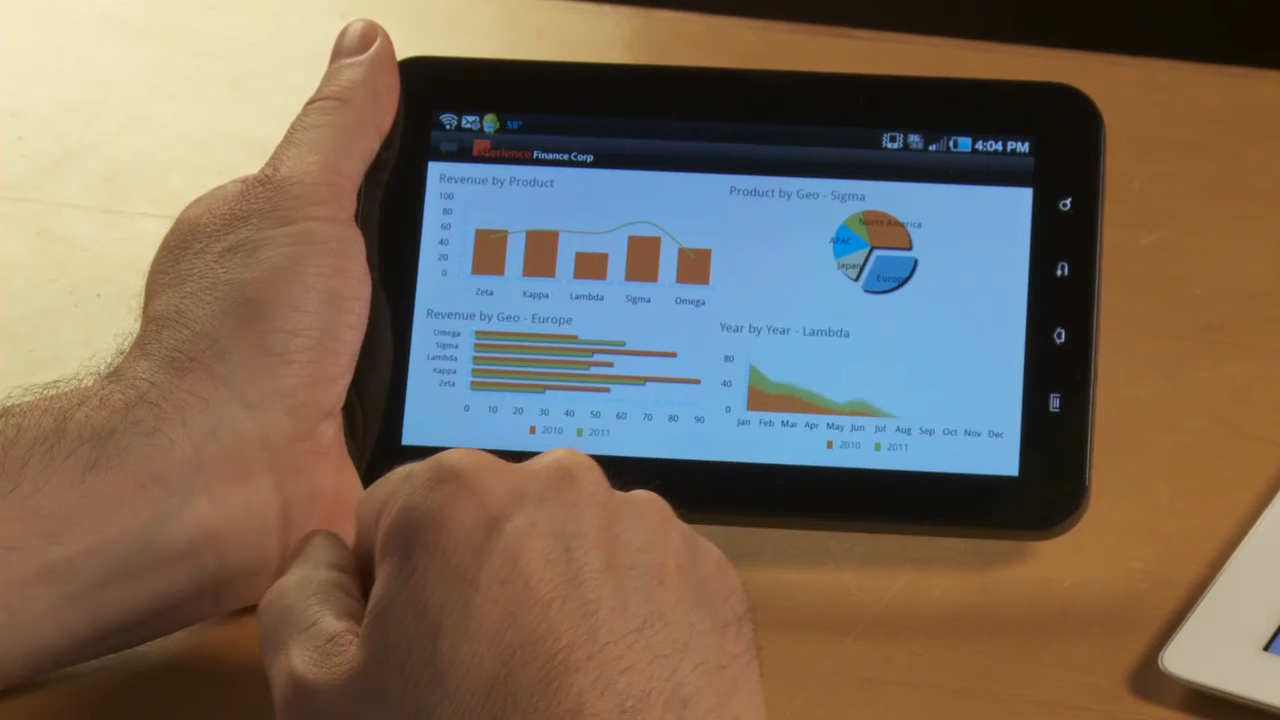 58°
4:04 PM
xperience Finance Corp
Revenue by Product
100
80
60
40
20
0
Zeta Kappa Lambda Sigma Omega
Product by Geo - Sigma
North America
APAC
Japan
Europe
Revenue by Geo - Europe
Omega
Sigma
Lambda
Kappa
Zeta
0 10 20 30 40 50 60 70 80 90
2010 2011
Year by Year - Lambda
80
40
0
Jan Feb Mar Apr May Jun Jul Aug Sep Oct Nov Dec
2010 2011